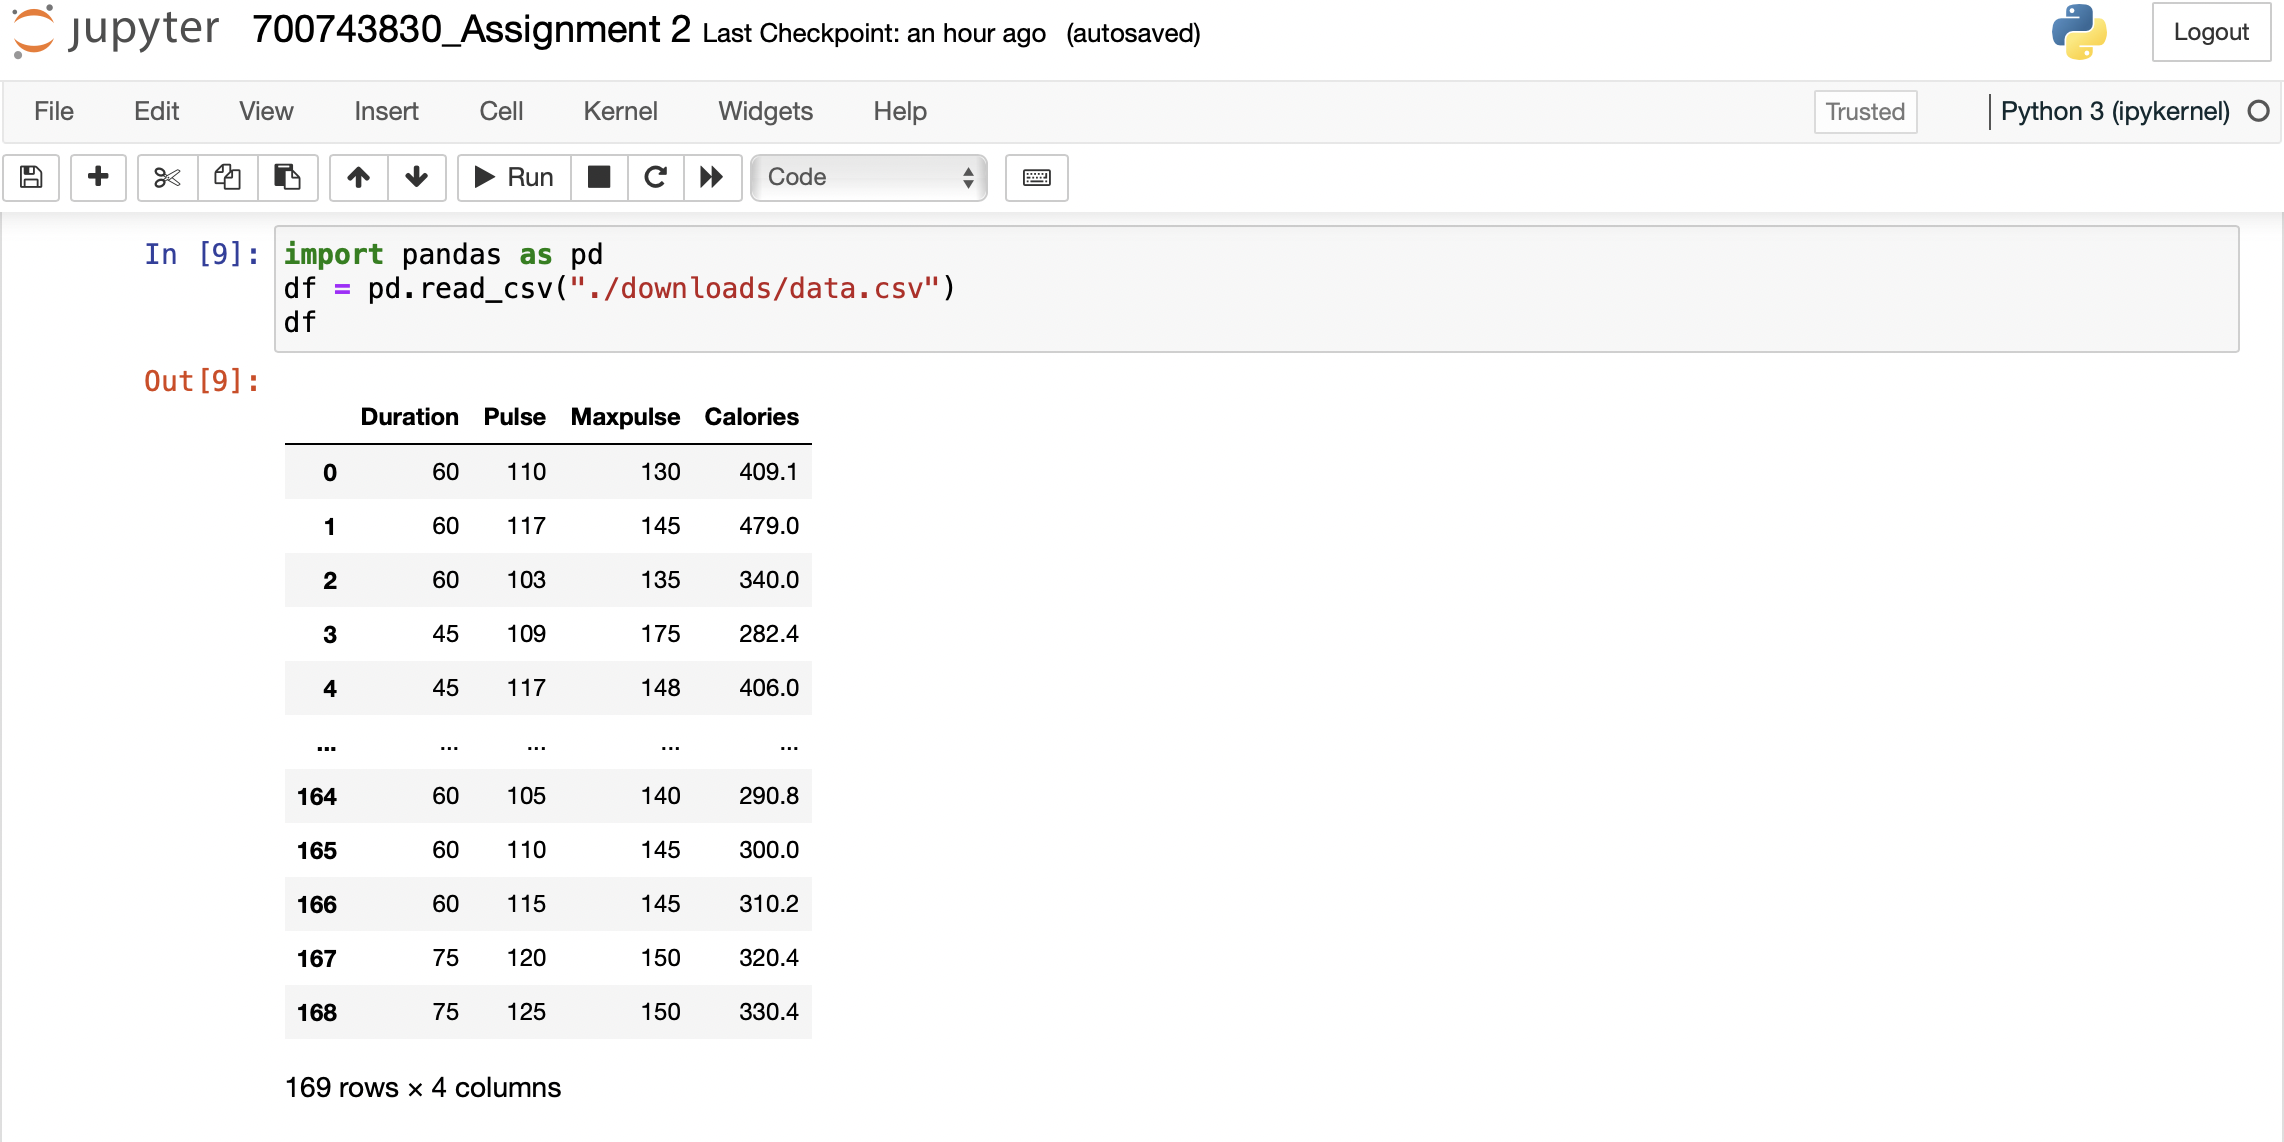 jupyter 700743830_Assignment 2 Last Checkpoint: an hour ago (autosaved) Logout
File Edit View Insert Cell Kernel Widgets Help Trusted Python 3 (ipykernel)
Run Code
In [9]: import pandas as pd
df = pd.read_csv("./downloads/data.csv")
df
Out[9]:
Duration Pulse Maxpulse Calories
0 60 110 130 409.1
1 60 117 145 479.0
2 60 103 135 340.0
3 45 109 175 282.4
4 45 117 148 406.0
... ... ... ... ...
164 60 105 140 290.8
165 60 110 145 300.0
166 60 115 145 310.2
167 75 120 150 320.4
168 75 125 150 330.4
169 rows × 4 columns